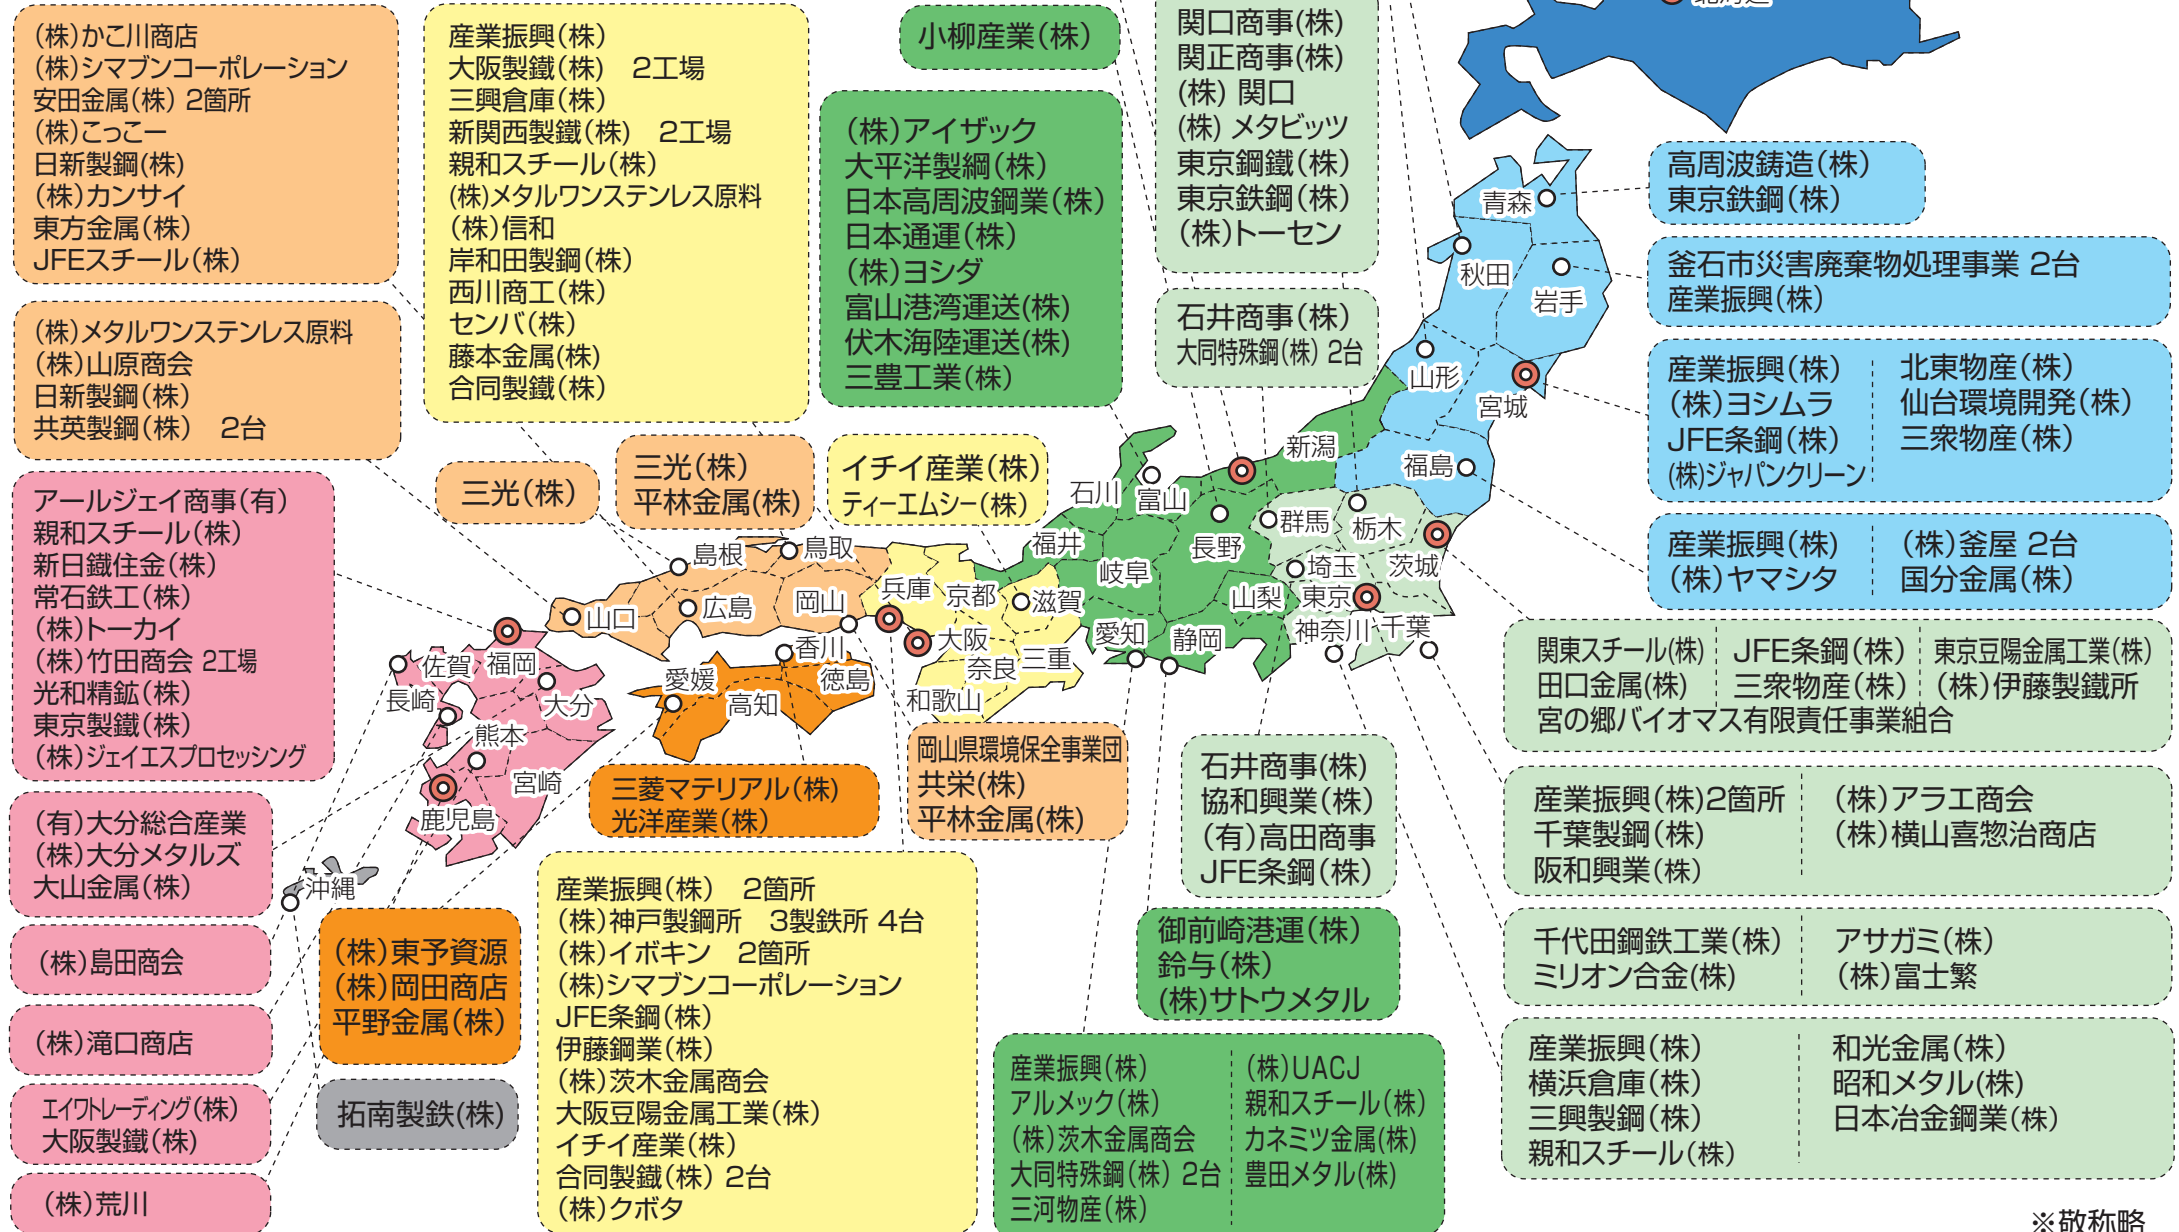 (株)かこ川商店
(株)シマブンコーポレーション
安田金属(株) 2箇所
(株)こっこー
日新製鋼(株)
(株)カンサイ
東方金属(株)
JFEスチール(株)
(株)メタルワンステンレス原料
(株)山原商会
日新製鋼(株)
共英製鋼(株) 2台
アールジェイ商事(有)
親和スチール(株)
新日鐵住金(株)
常石鉄工(株)
(株)トーカイ
(株)竹田商会 2工場
光和精鉱(株)
東京製鐵(株)
(株)ジェイエスプロセッシング
(有)大分総合産業
(株)大分メタルズ
大山金属(株)
(株)島田商会
(株)滝口商店
エイワトレーディング(株)
大阪製鐵(株)
(株)荒川
産業振興(株)
大阪製鐵(株) 2工場
三興倉庫(株)
新関西製鐵(株) 2工場
親和スチール(株)
(株)メタルワンステンレス原料
(株)信和
岸和田製鋼(株)
西川商工(株)
センバ(株)
藤本金属(株)
合同製鐵(株)
三光(株)
三光(株)
平林金属(株)
イチイ産業(株)
ティーエムシー(株)
小柳産業(株)
(株)アイザック
大平洋製綱(株)
日本高周波鋼業(株)
日本通運(株)
(株)ヨシダ
富山港湾運送(株)
伏木海陸運送(株)
三豊工業(株)
関口商事(株)
関正商事(株)
(株) 関口
(株) メタビッツ
東京鋼鐵(株)
東京鉄鋼(株)
(株)トーセン
石井商事(株)
大同特殊鋼(株) 2台
高周波鋳造(株)
東京鉄鋼(株)
釜石市災害廃棄物処理事業 2台
産業振興(株)
産業振興(株) 北東物産(株)
(株)ヨシムラ 仙台環境開発(株)
JFE条鋼(株) 三衆物産(株)
(株)ジャパンクリーン
産業振興(株) (株)釜屋 2台
(株)ヤマシタ 国分金属(株)
関東スチール(株) JFE条鋼(株) 東京豆陽金属工業(株)
田口金属(株) 三衆物産(株) (株)伊藤製鐵所
宮の郷バイオマス有限責任事業組合
産業振興(株)2箇所 (株)アラエ商会
千葉製鋼(株) (株)横山喜惣治商店
阪和興業(株)
千代田鋼鉄工業(株) アサガミ(株)
ミリオン合金(株) (株)富士繁
産業振興(株) 和光金属(株)
横浜倉庫(株) 昭和メタル(株)
三興製鋼(株) 日本冶金鋼業(株)
親和スチール(株)
石井商事(株)
協和興業(株)
(有)高田商事
JFE条鋼(株)
御前崎港運(株)
鈴与(株)
(株)サトウメタル
産業振興(株) (株)UACJ
アルメック(株) 親和スチール(株)
(株)茨木金属商会 カネミツ金属(株)
大同特殊鋼(株) 2台 豊田メタル(株)
三河物産(株)
岡山県環境保全事業団
共栄(株)
平林金属(株)
三菱マテリアル(株)
光洋産業(株)
産業振興(株) 2箇所
(株)神戸製鋼所 3製鉄所 4台
(株)イボキン 2箇所
(株)シマブンコーポレーション
JFE条鋼(株)
伊藤鋼業(株)
(株)茨木金属商会
大阪豆陽金属工業(株)
イチイ産業(株)
合同製鐵(株) 2台
(株)クボタ
(株)東予資源
(株)岡田商店
平野金属(株)
拓南製鉄(株)
青森
秋田
岩手
山形
宮城
福島
新潟
石川
富山
福井
長野
群馬
栃木
茨城
埼玉
東京
山梨
神奈川
千葉
岐阜
愛知
静岡
滋賀
京都
兵庫
大阪
奈良
三重
和歌山
鳥取
島根
岡山
広島
山口
香川
徳島
愛媛
高知
福岡
佐賀
長崎
大分
熊本
宮崎
鹿児島
沖縄
※敬称略